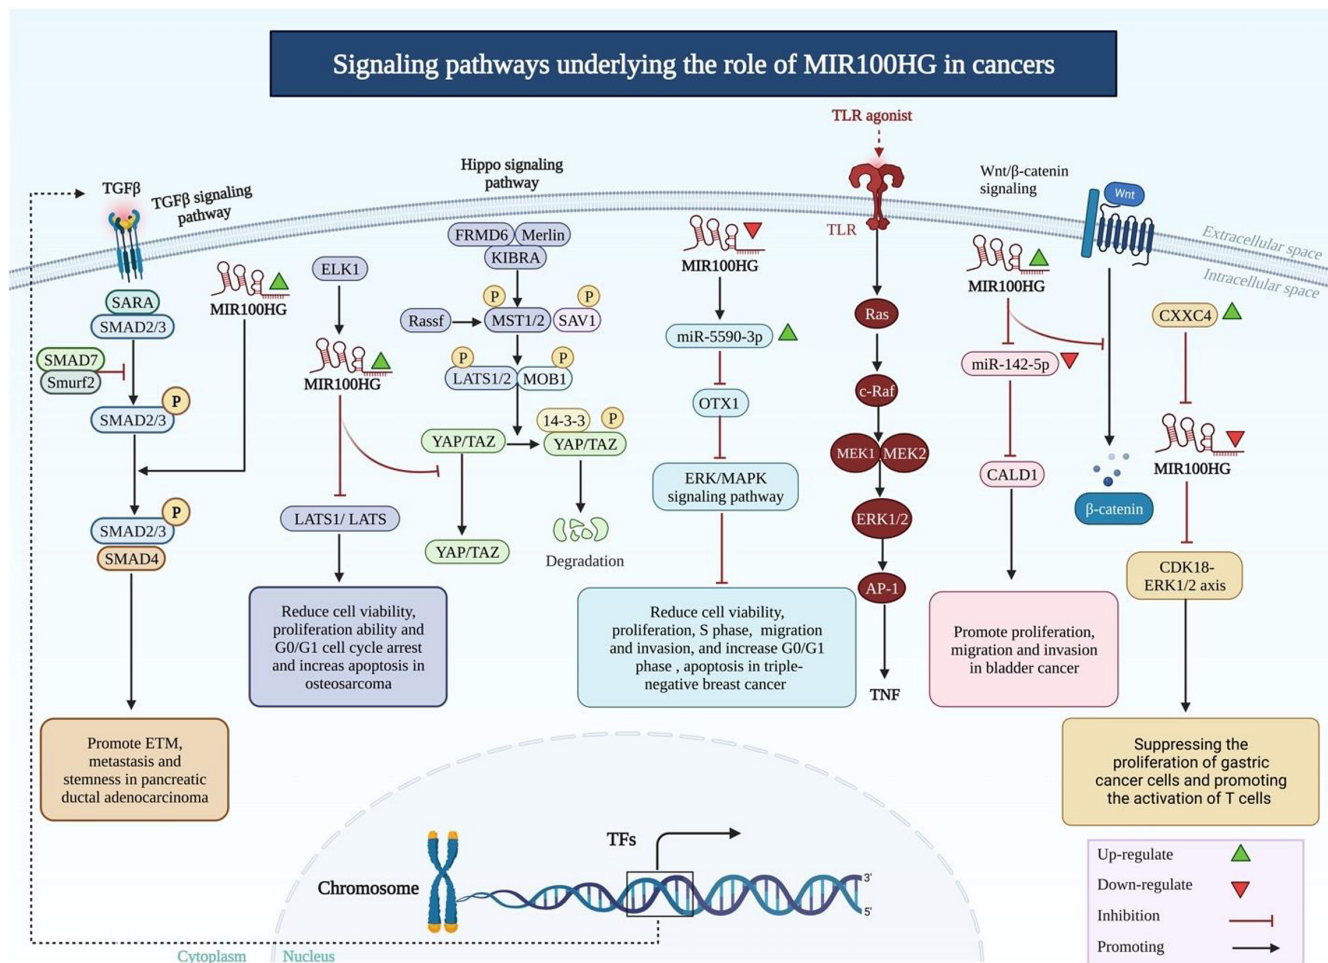 Signaling pathways underlying the role of MIR100HG in cancers
TLR agonist
TLR
Hippo signaling
pathway
Wnt/β-catenin
signaling
Wnt
Extracellular space
Intracellular space
TGFβ
TGFβ signaling
pathway
SARA
SMAD2/3
SMAD7
Smurf2
P
SMAD2/3
P
SMAD2/3
SMAD4
MIR100HG
Promote ETM,
metastasis and
stemness in pancreatic
ductal adenocarcinoma
ELK1
MIR100HG
LATS1/ LATS
Reduce cell viability,
proliferation ability and
G0/G1 cell cycle arrest
and increas apoptosis in
osteosarcoma
FRMD6
Merlin
KIBRA
P
P
Rassf
MST1/2
SAV1
P
P
LATS1/2
MOB1
14-3-3
P
YAP/TAZ
YAP/TAZ
YAP/TAZ
Degradation
MIR100HG
miR-5590-3p
OTX1
ERK/MAPK
signaling pathway
Reduce cell viability,
proliferation, S phase, migration
and invasion, and increase G0/G1
phase , apoptosis in triple-
negative breast cancer
Ras
c-Raf
MEK1
MEK2
ERK1/2
AP-1
TNF
MIR100HG
miR-142-5p
CALD1
Promote proliferation,
migration and invasion
in bladder cancer
β-catenin
CXXC4
MIR100HG
CDK18-
ERK1/2 axis
Suppressing the
proliferation of gastric
cancer cells and promoting
the activation of T cells
TFs
Chromosome
3'
5'
Cytoplasm
Nucleus
Up-regulate
Down-regulate
Inhibition
Promoting